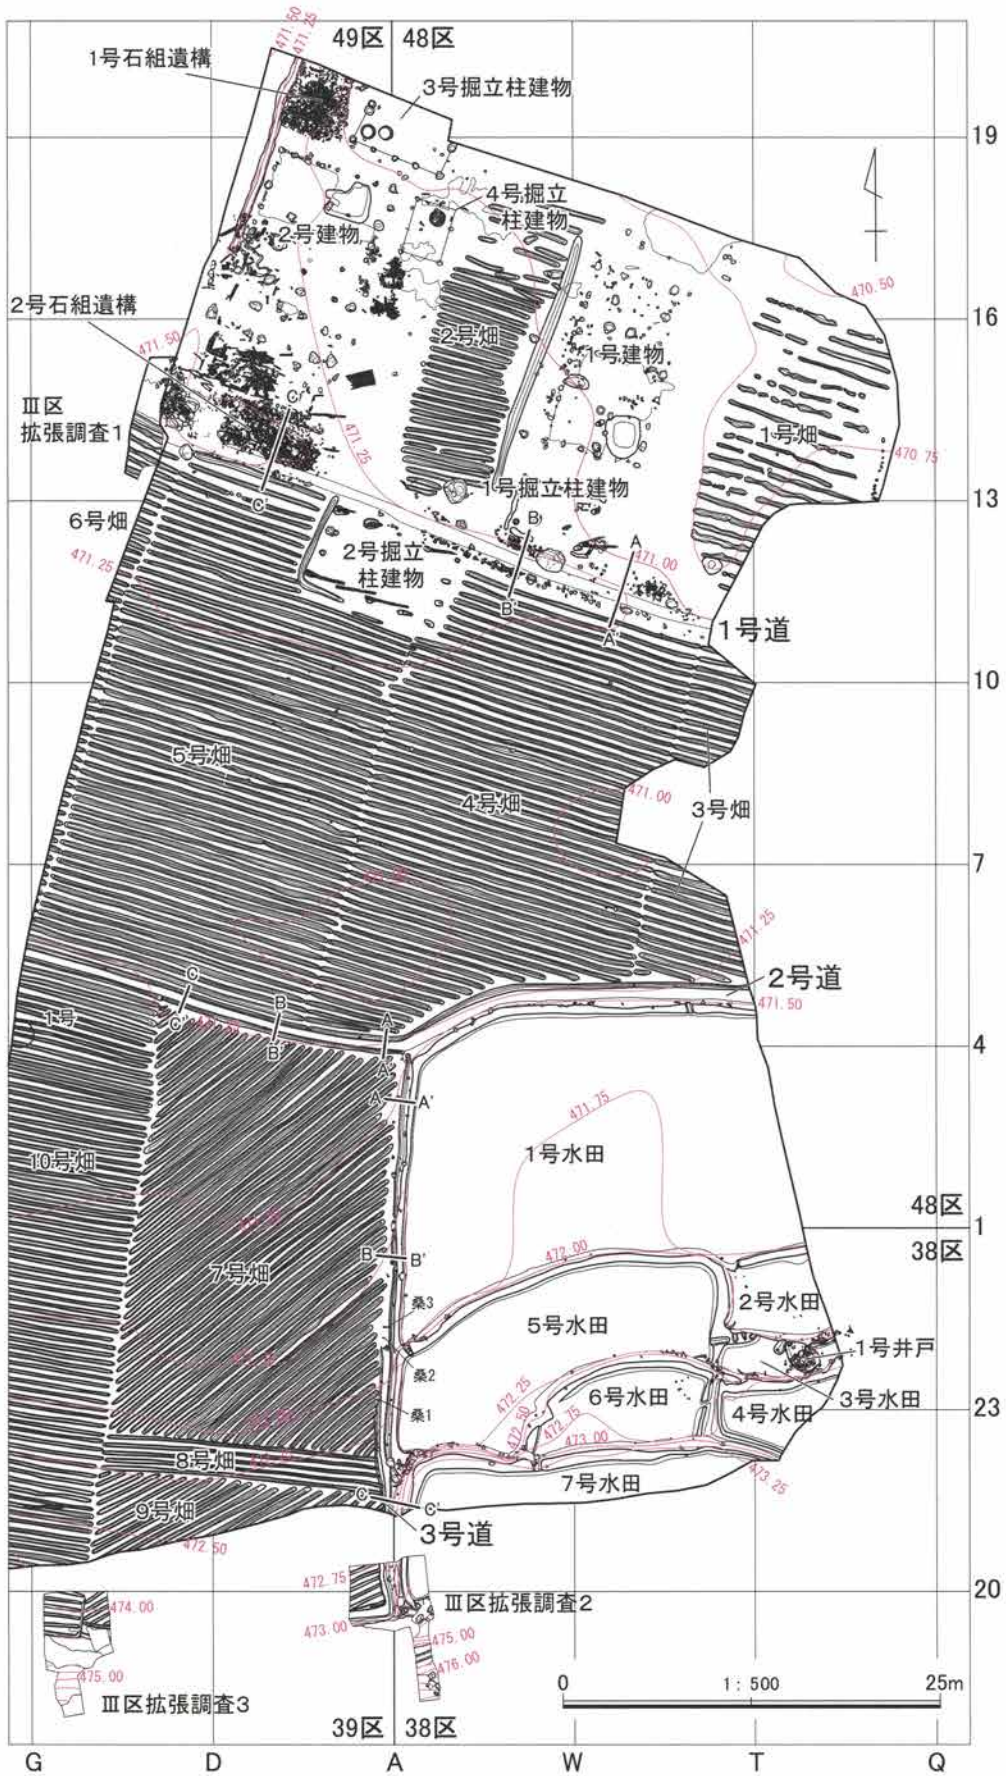 471.50
471.25
49区 48区
1号石組遺構
3号掘立柱建物
19
4号掘立
柱建物
2号建物
470.50
2号石組遺構
16
471.50
2号畑
1号建物
C
Ⅲ区
拡張調査1
471.25
1号畑
470.75
13
1号掘立柱建物
C'
6号畑
B
A
2号掘立
柱建物
471.25
471.00
B'
A'
1号道
10
5号畑
4号畑
471.00
3号畑
7
471.25
C
2号道
471.50
1号
B
A
C'
B'
A'
4
A
A'
471.75
1号水田
10号畑
48区
1
38区
B
B'
472.00
7号畑
2号水田
桑3
5号水田
1号井戸
桑2
472.25
6号水田
3号水田
桑1
472.50
472.75
4号水田
23
473.00
8号畑
7号水田
473.25
9号畑
C
C'
3号道
472.50
472.75
20
474.00
Ⅲ区拡張調査2
473.00
475.00
476.00
475.00
Ⅲ区拡張調査3
0
1:500
25m
39区 38区
G
D
A
W
T
Q